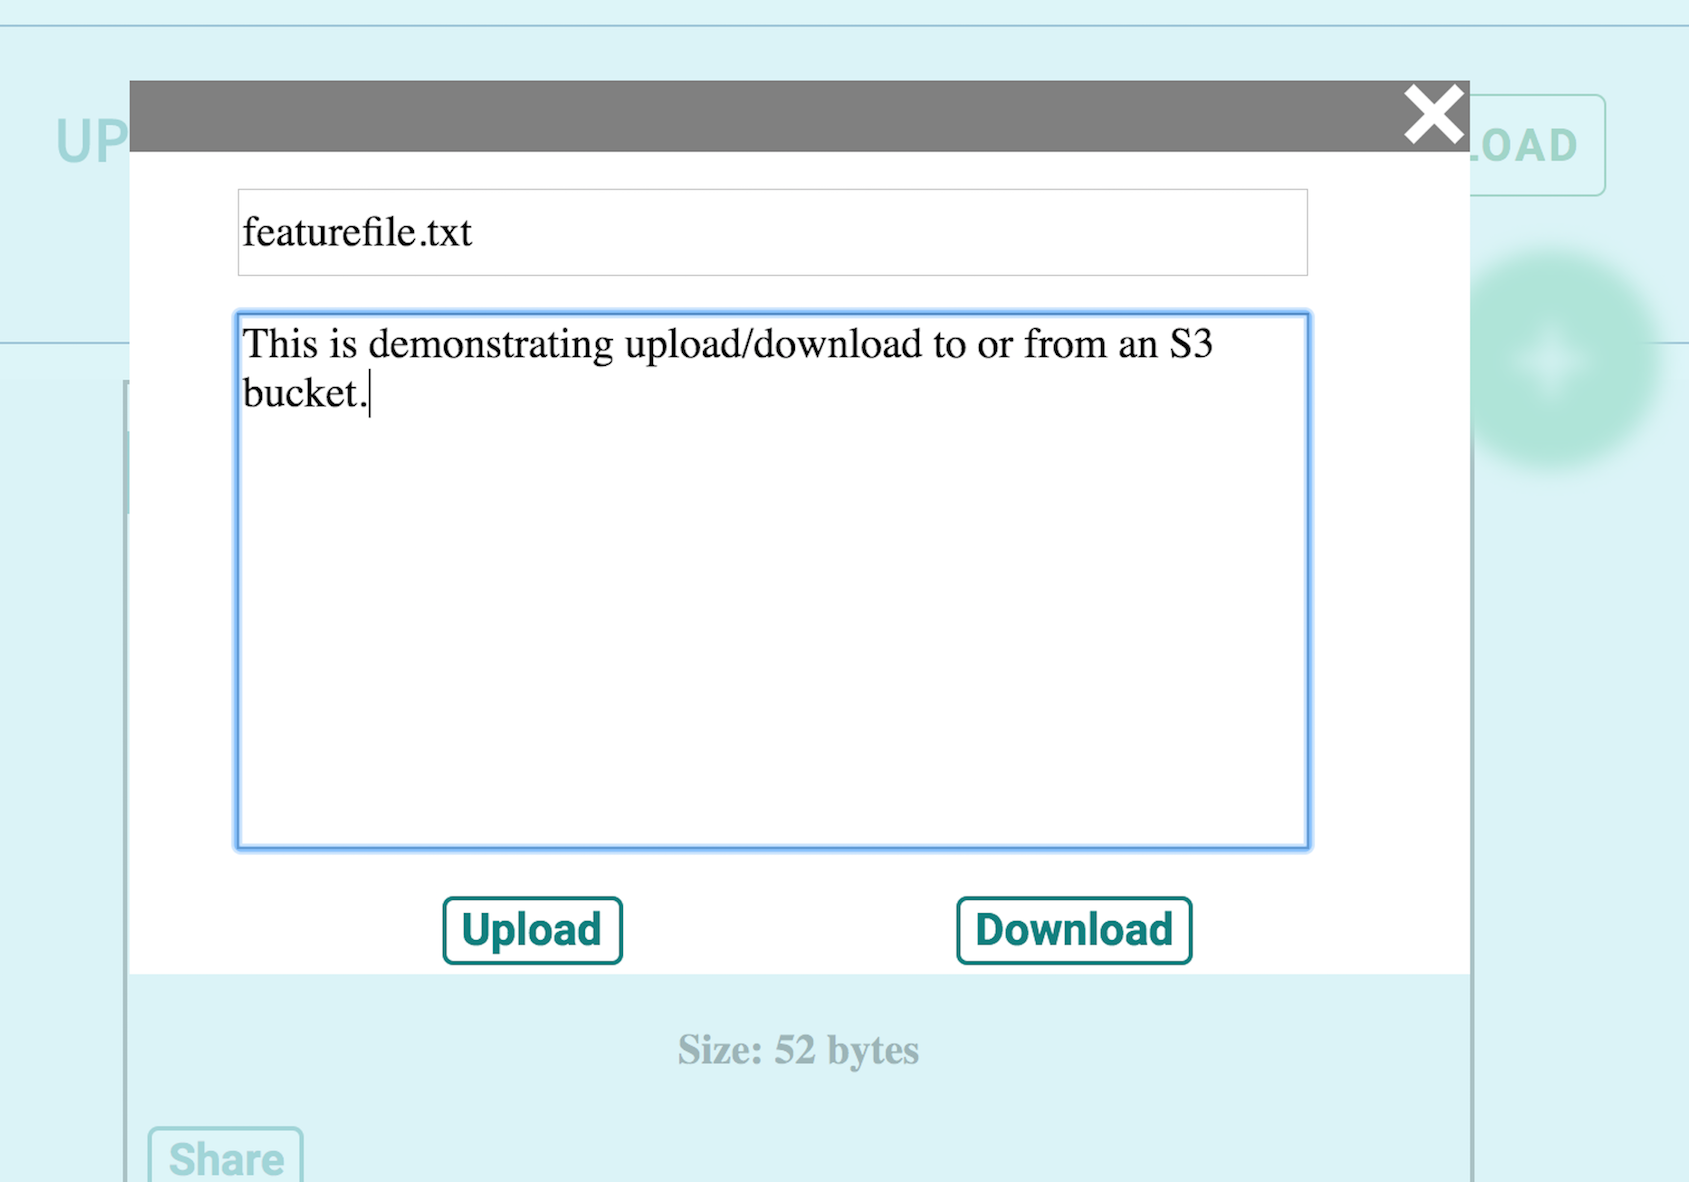 UP
LOAD
featurefile.txt
This is demonstrating upload/download to or from an S3
bucket.
Upload
Download
Size: 52 bytes
Share